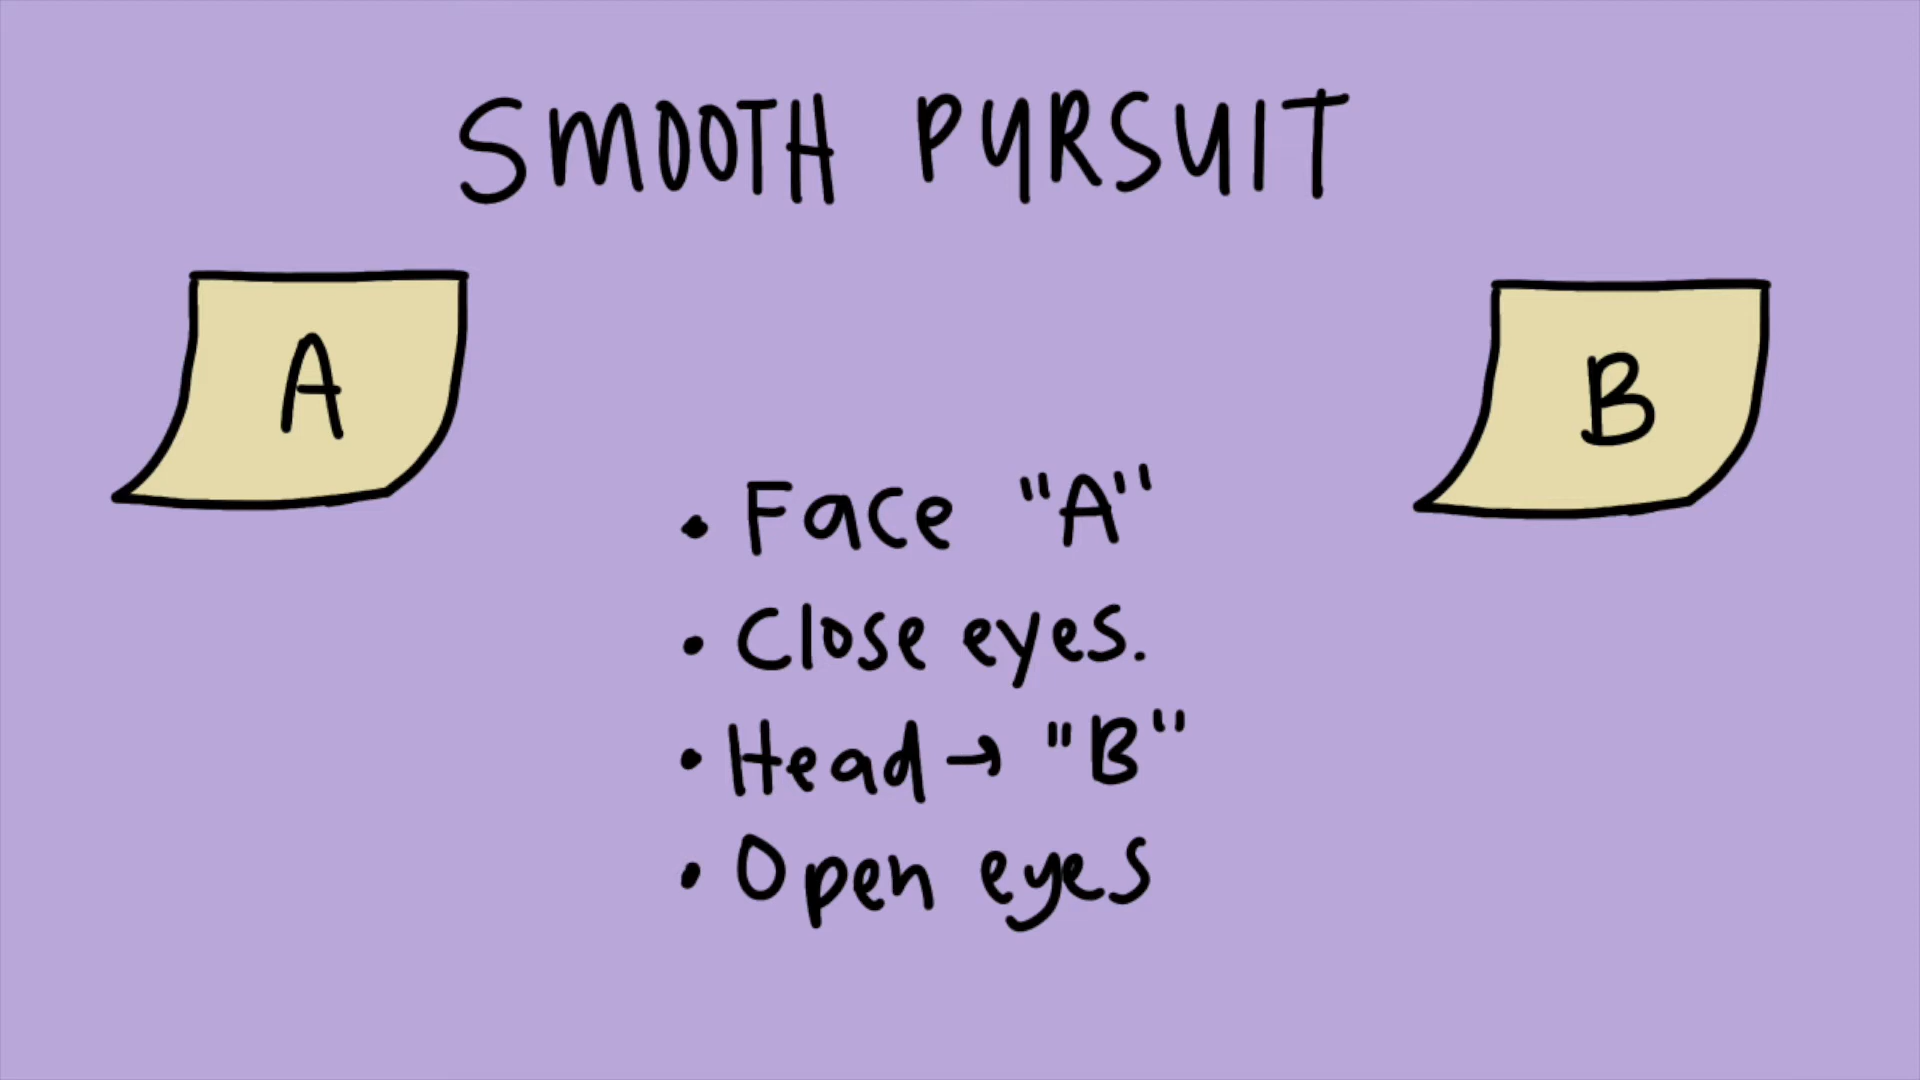 SMOOTH PURSUIT
A
B
• Face "A"
• Close eyes.
• Head → "B"
• Open eyes